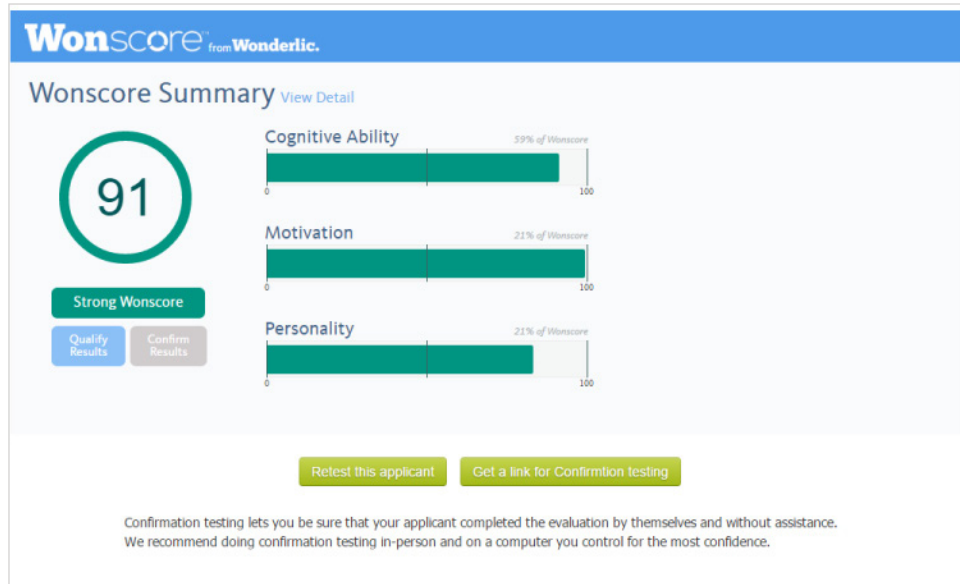 Wonscore™ from Wonderlic.
Wonscore Summary View Detail
91
Strong Wonscore
Qualify
Results
Confirm
Results
Cognitive Ability 59% of Wonscore
0 100
Motivation 21% of Wonscore
0 100
Personality 21% of Wonscore
0 100
Retest this applicant Get a link for Confirmtion testing
Confirmation testing lets you be sure that your applicant completed the evaluation by themselves and without assistance.
We recommend doing confirmation testing in-person and on a computer you control for the most confidence.